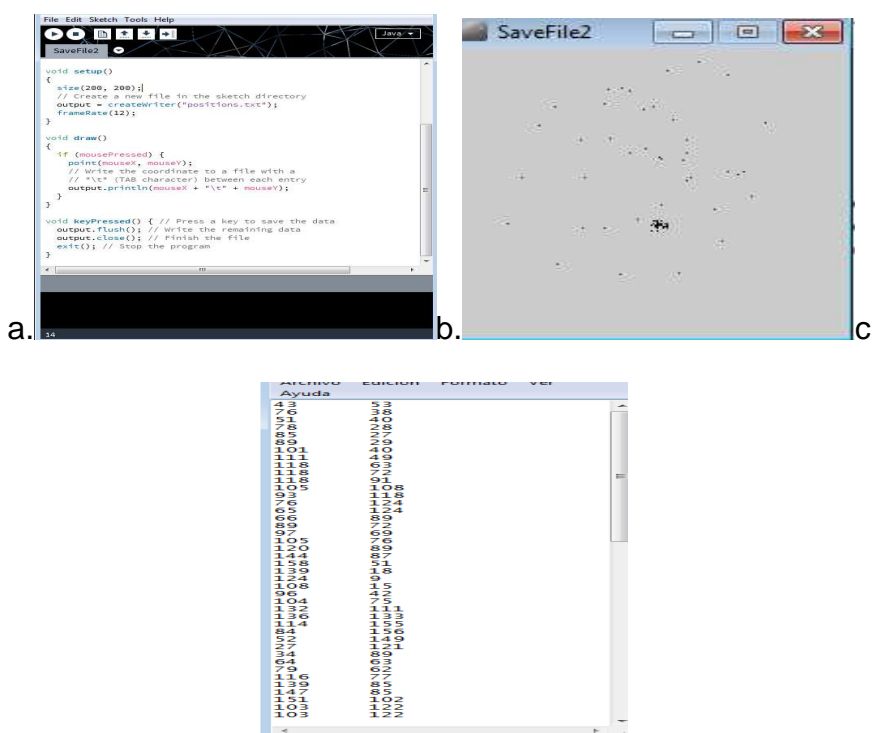 File Edit Sketch Tools Help
Java
SaveFile2
void setup()
{
size(200, 200);
// Create a new file in the sketch directory
output = createWriter("positions.txt");
frameRate(12);
}
void draw()
{
if (mousePressed) {
point(mouseX, mouseY);
// Write the coordinate to a file with a
// "\t" (TAB character) between each entry
output.println(mouseX + "\t" + mouseY);
}
}
void keyPressed() { // Press a key to save the data
output.flush(); // Write the remaining data
output.close(); // Finish the file
exit(); // Stop the program
}
14
a.
SaveFile2
b.
c
Archivo Edición Formato Ver
Ayuda
43 53
76 38
51 40
78 28
85 27
89 29
101 40
111 49
118 63
118 72
118 91
105 108
93 118
76 124
65 124
66 89
89 72
97 69
105 76
120 89
144 87
158 51
139 18
124 9
108 15
96 42
104 75
132 111
136 133
114 155
84 156
52 149
27 121
34 89
64 63
79 62
116 77
139 85
147 85
151 102
103 122
103 122